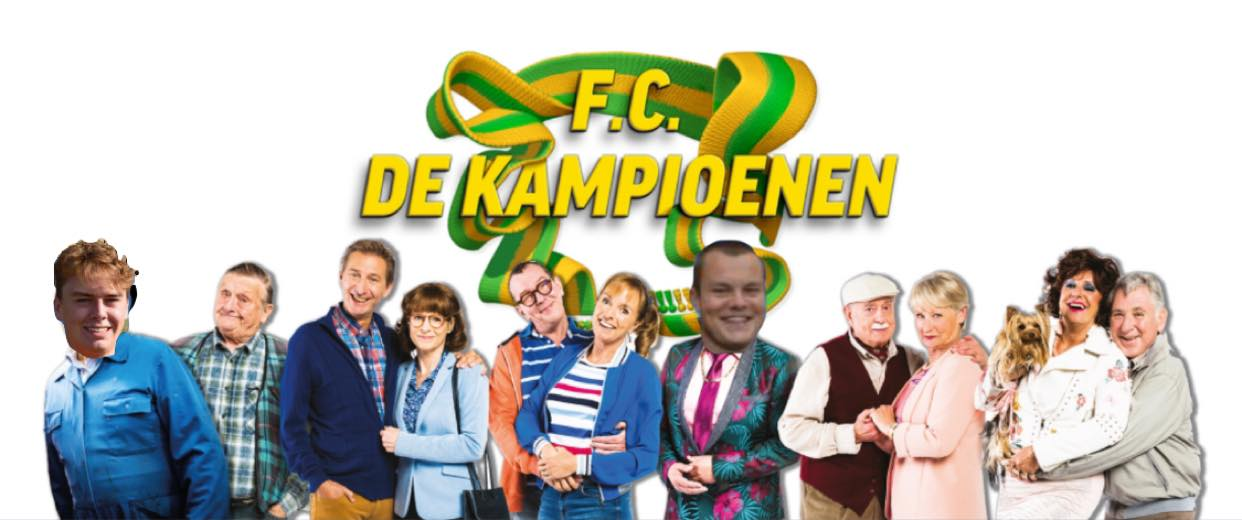 F.C.
DE KAMPIOENEN